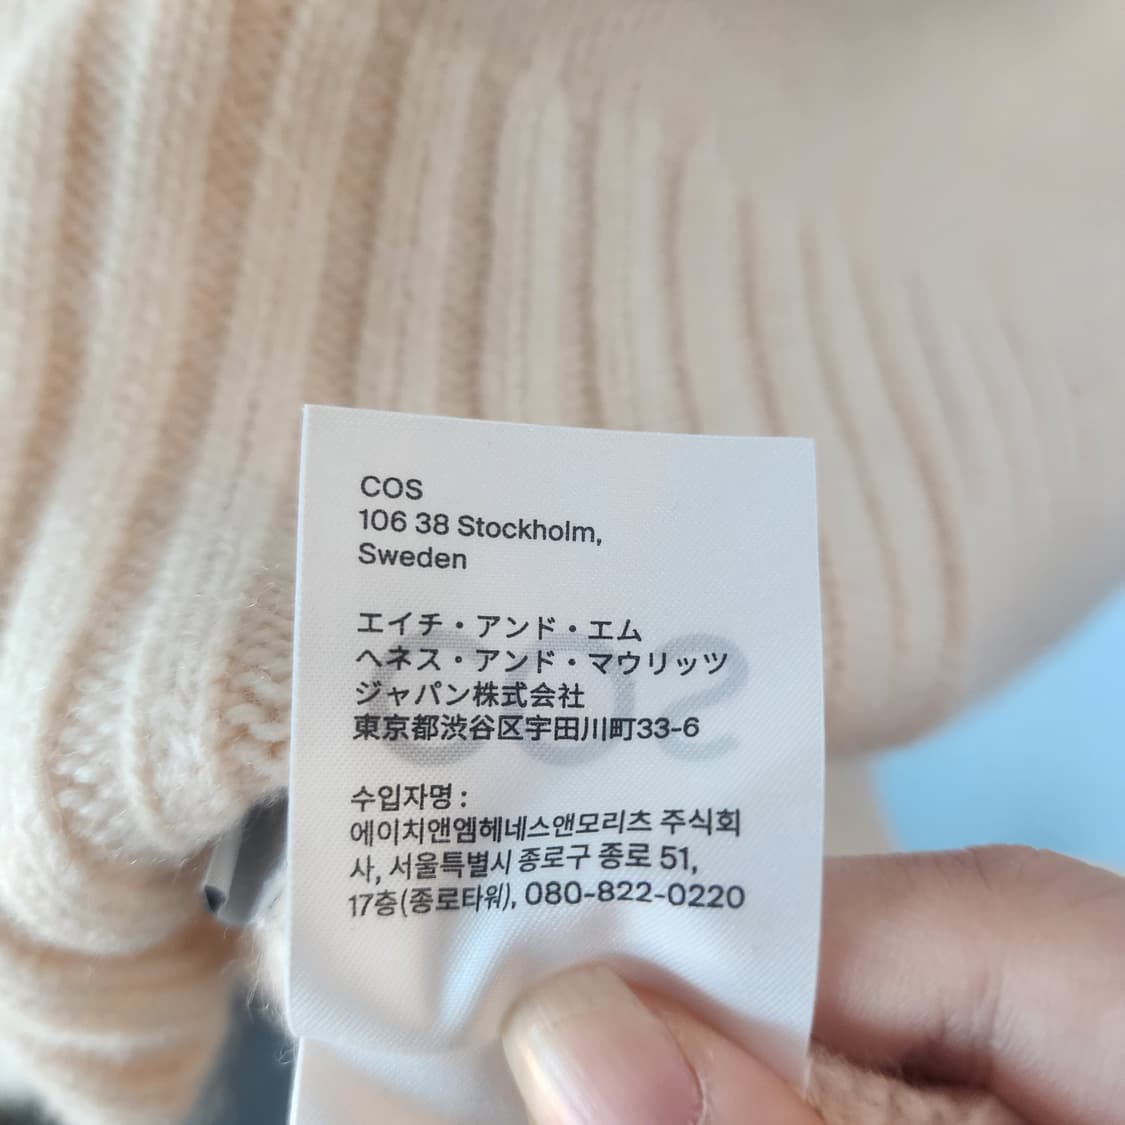 COS
106 38 Stockholm,
Sweden
エイチ・アンド・エム
ヘネス・アンド・マウリッツ
ジャパン株式会社
東京都渋谷区宇田川町33-6
수입자명 :
에이치앤엠헤네스앤모리츠 주식회
사, 서울특별시 종로구 종로 51,
17층(종로타워), 080-822-0220